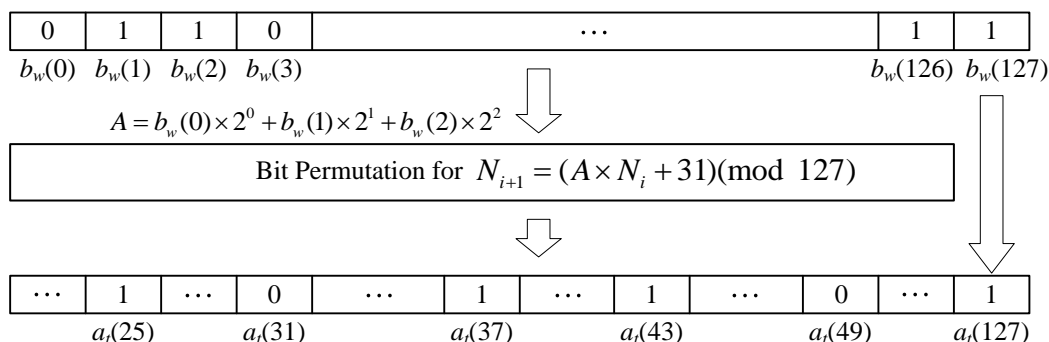 0 1 1 0 ⋯ 1 1
b_w(0) b_w(1) b_w(2) b_w(3) b_w(126) b_w(127)
A = b_w(0) × 2^0 + b_w(1) × 2^1 + b_w(2) × 2^2
Bit Permutation for N_{i+1} = (A × N_i + 31)(mod 127)
⋯ 1 ⋯ 0 ⋯ 1 ⋯ 1 ⋯ 0 ⋯ 1
a_t(25) a_t(31) a_t(37) a_t(43) a_t(49) a_t(127)